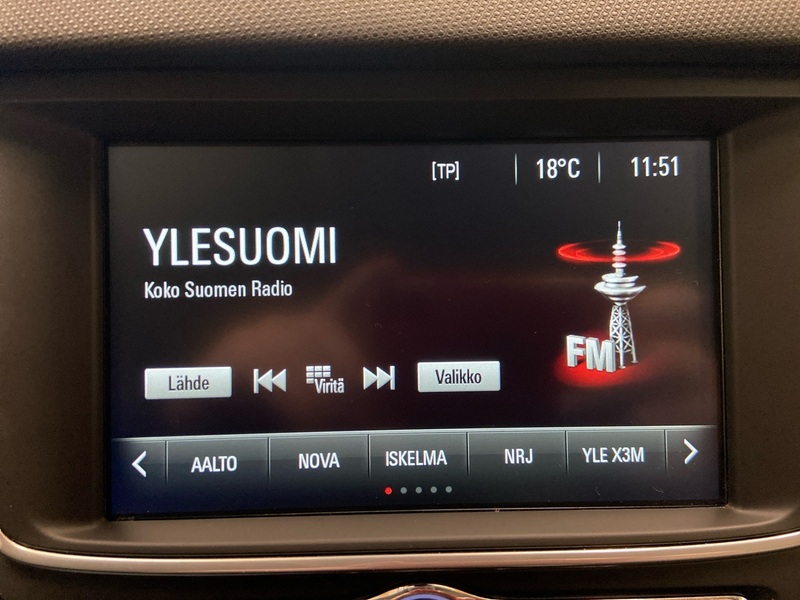 [TP] 18°C 11:51
YLESUOMI
Koko Suomen Radio
FM
Lähde Viritä Valikko
AALTO NOVA ISKELMA NRJ YLE X3M